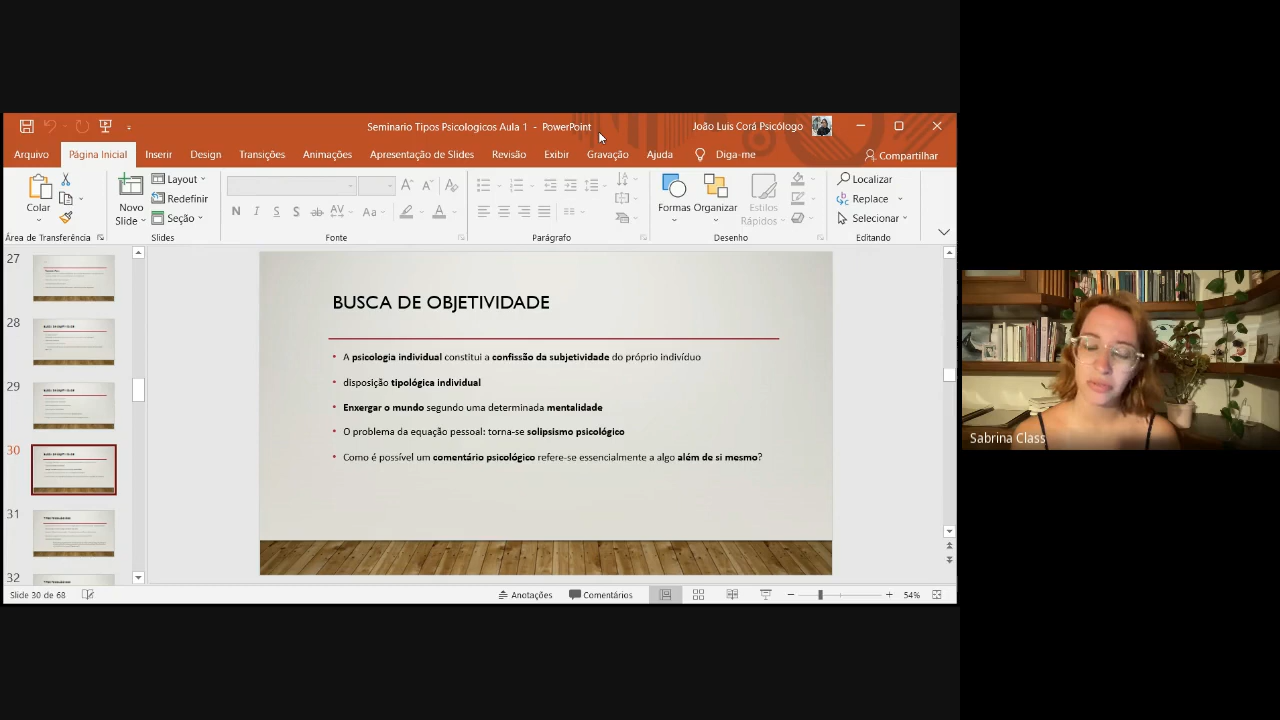 Seminario Tipos Psicologicos Aula 1 - PowerPoint
João Luis Corá Psicólogo
Arquivo Página Inicial Inserir Design Transições Animações Apresentação de Slides Revisão Exibir Gravação Ajuda Diga-me Compartilhar
Colar
Novo Slide
Layout
Redefinir
Seção
N I S S ab AV Aa A
Formas
Organizar
Estilos Rápidos
Localizar
Replace
Selecionar
Área de Transferência Slides Fonte Parágrafo Desenho Editando
27
28
29
30
31
32
BUSCA DE OBJETIVIDADE
• A psicologia individual constitui a confissão da subjetividade do próprio indivíduo
• disposição tipológica individual
• Enxergar o mundo segundo uma determinada mentalidade
• O problema da equação pessoal: torna-se solipsismo psicológico
• Como é possível um comentário psicológico refere-se essencialmente a algo além de si mesmo?
Slide 30 de 68
Anotações
Comentários
54%
Sabrina Class